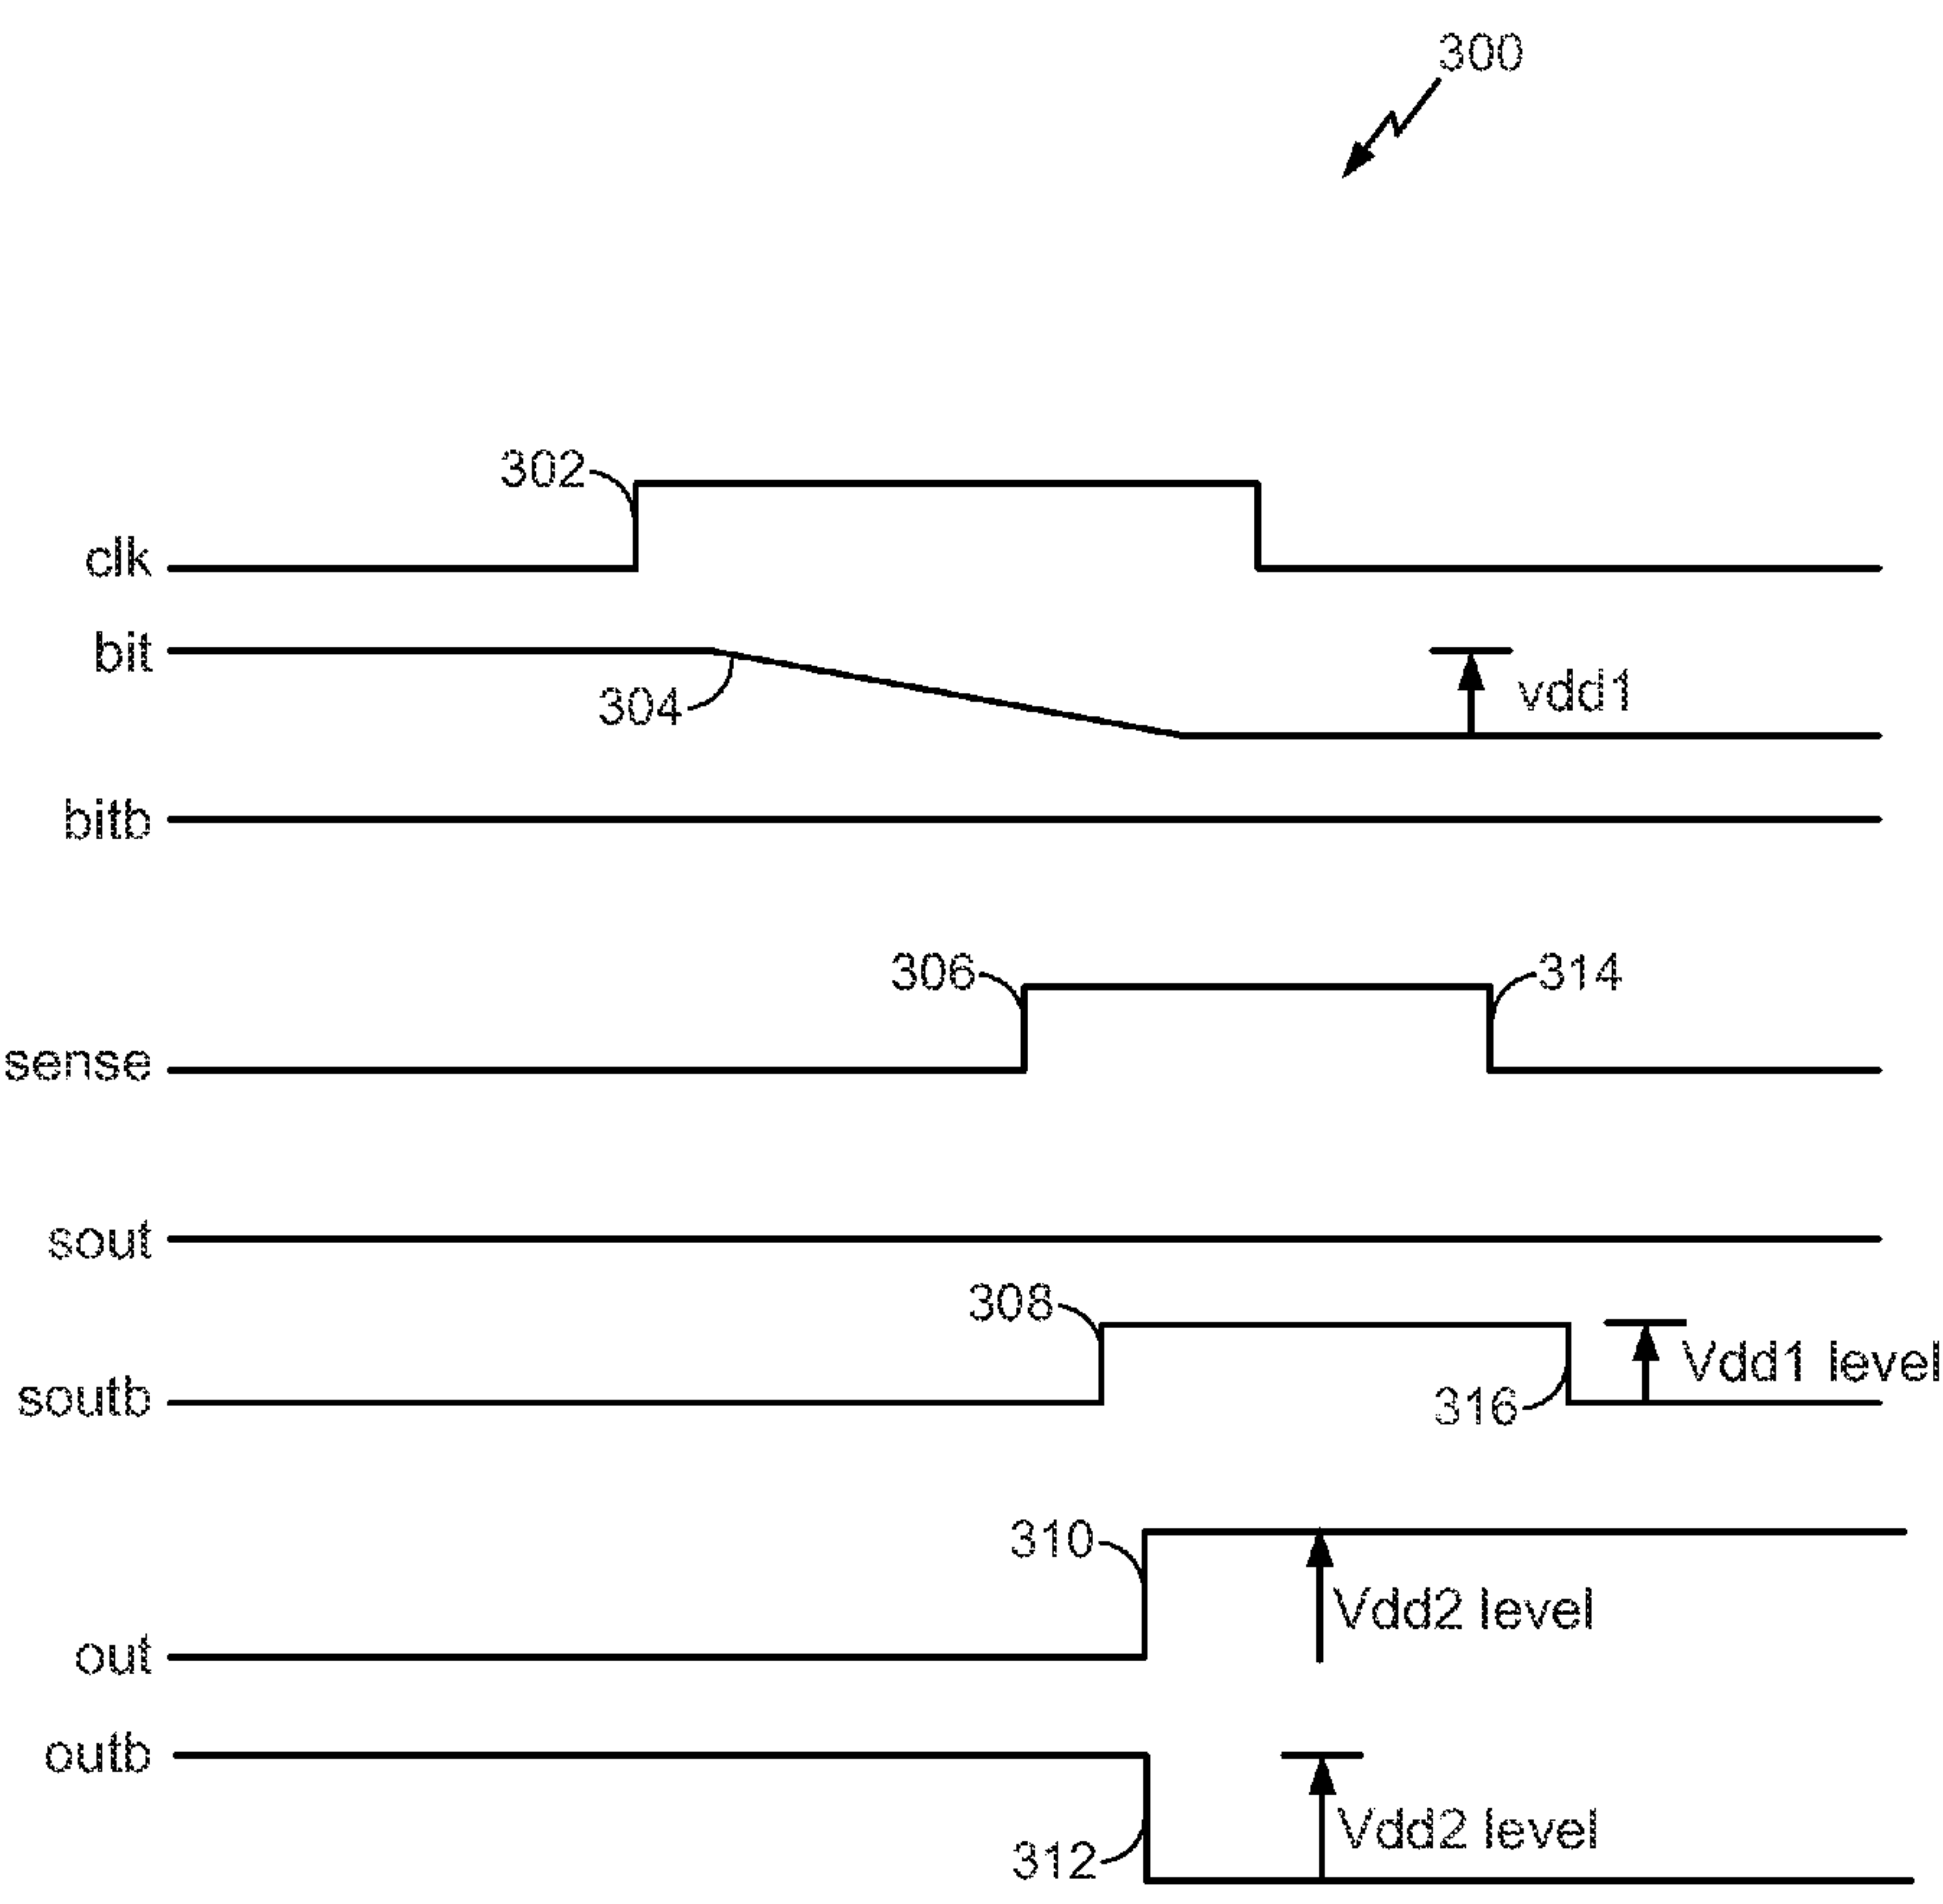 300
302
clk
bit
304
vdd1
bitb
306
314
sense
sout
308
Vdd1 level
soutb
316
310
Vdd2 level
out
outb
Vdd2 level
312